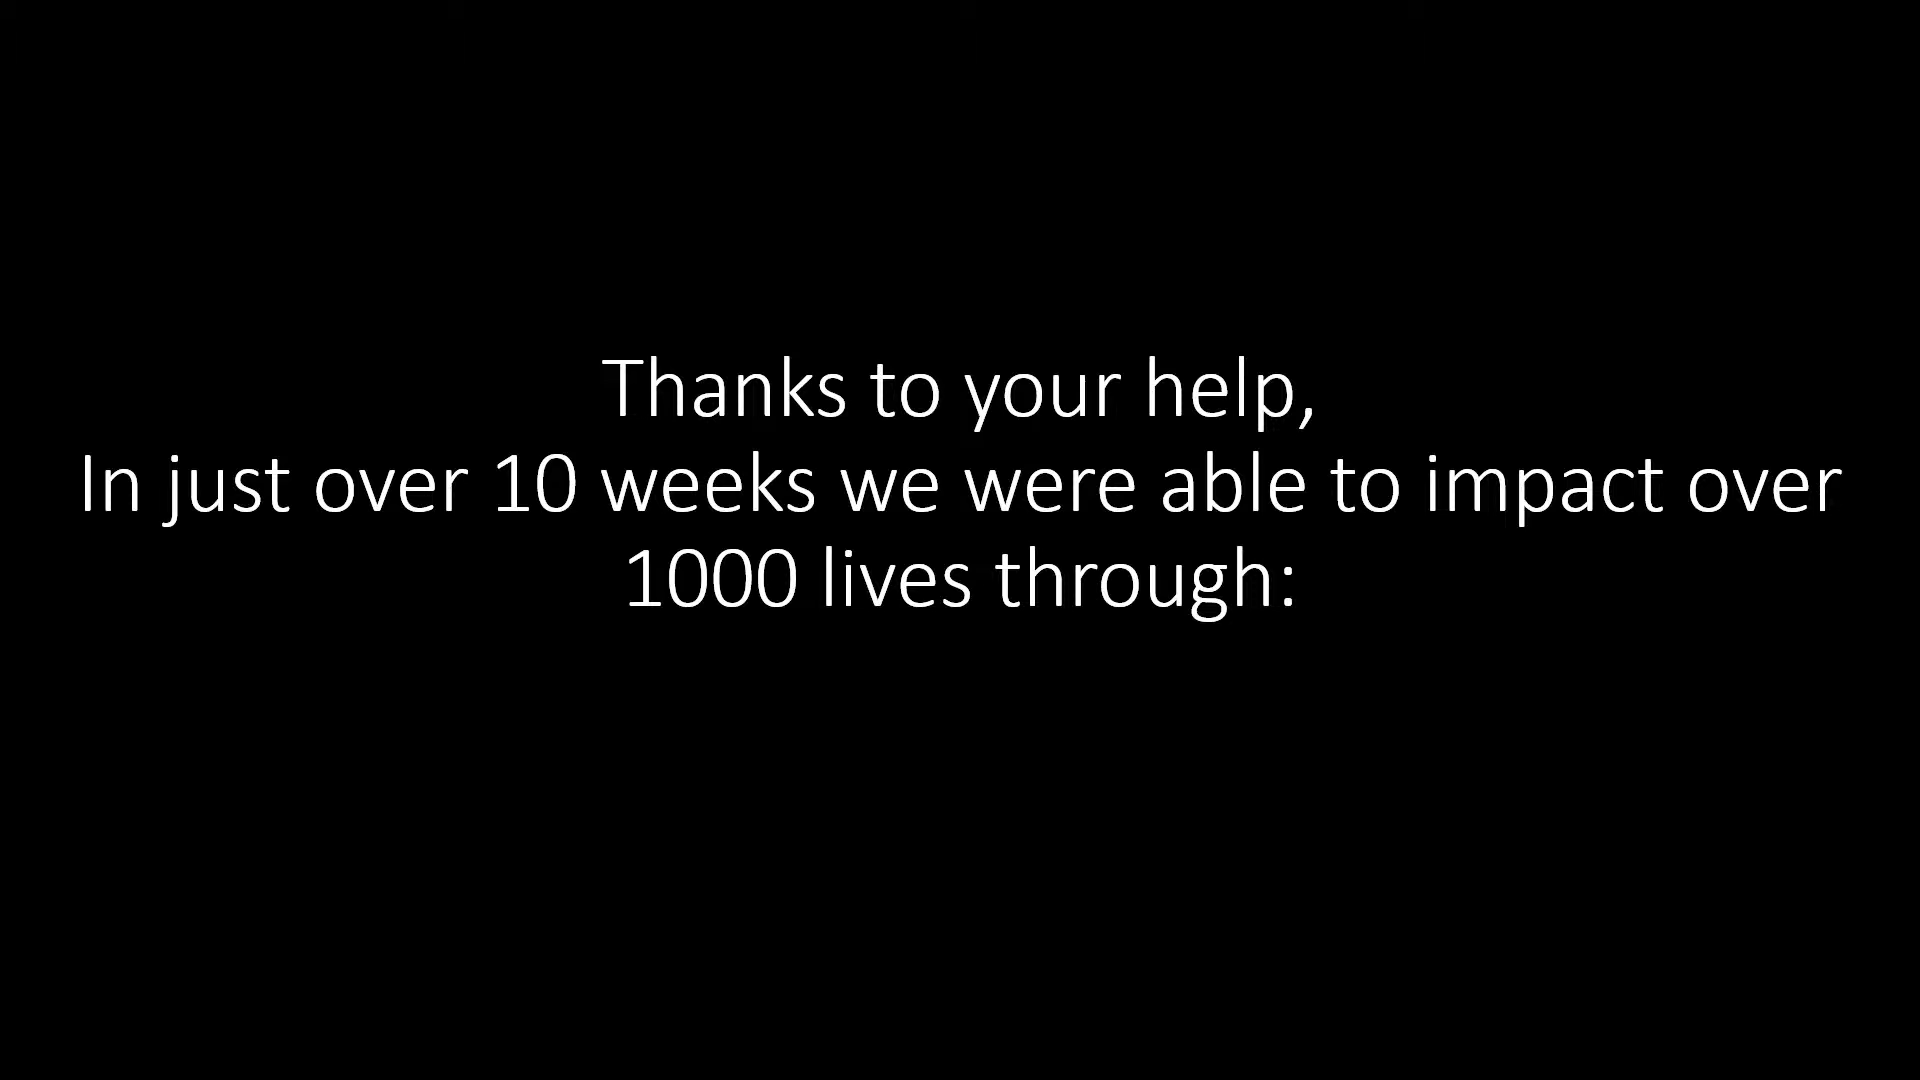 Thanks to your help,
In just over 10 weeks we were able to impact over
1000 lives through: